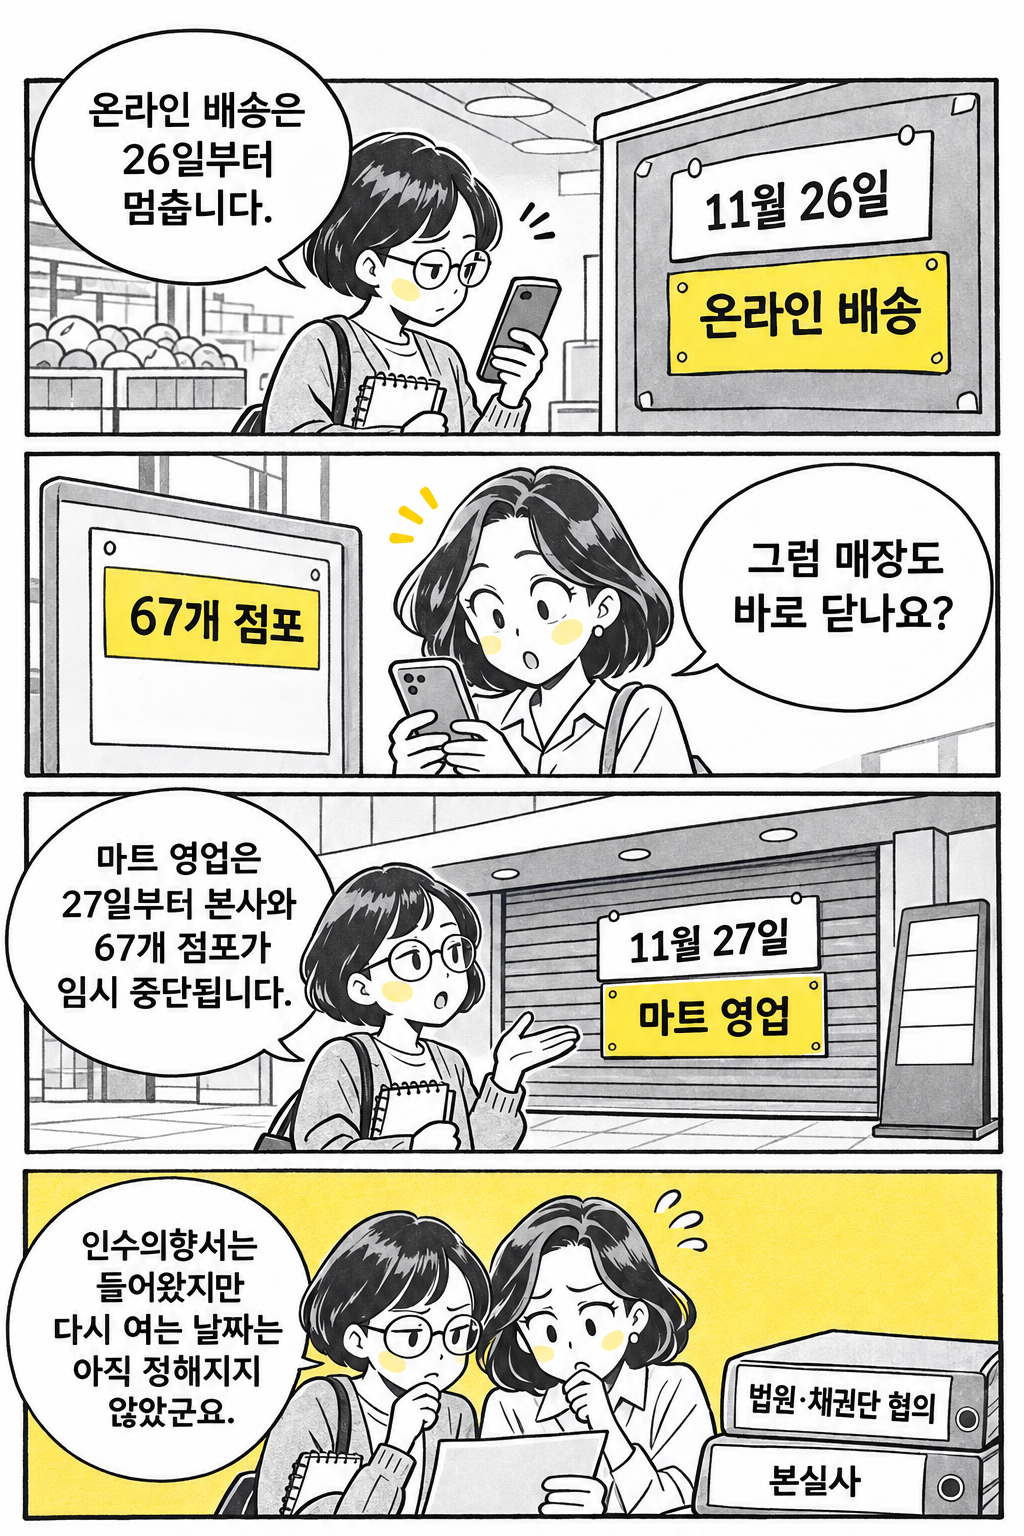 온라인 배송은
26일부터
멈춥니다.
11월 26일
온라인 배송
67개 점포
그럼 매장도
바로 닫나요?
마트 영업은
27일부터 본사와
67개 점포가
임시 중단됩니다.
11월 27일
마트 영업
인수의향서는
들어왔지만
다시 여는 날짜는
아직 정해지지
않았군요.
법원·채권단 협의
본실사